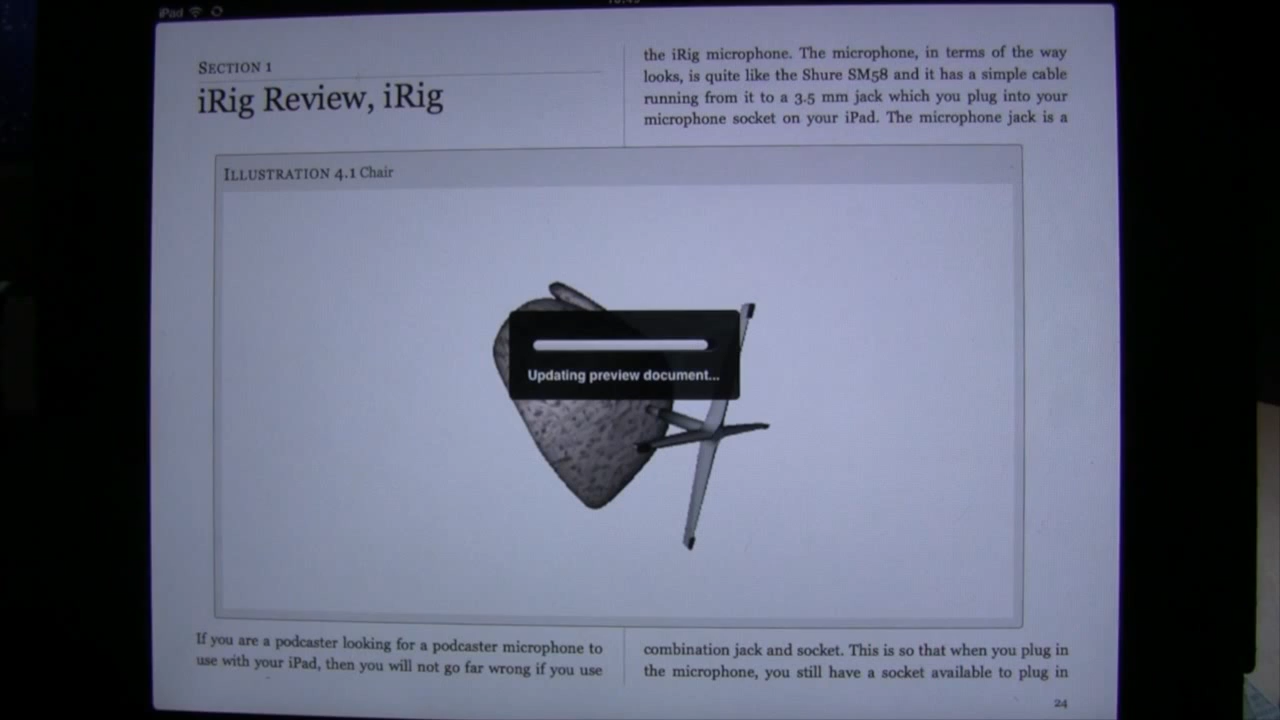 iPad
SECTION 1
iRig Review, iRig
If you are a podcaster looking for a podcaster microphone to
use with your iPad, then you will not go far wrong if you use
the iRig microphone. The microphone, in terms of the way
looks, is quite like the Shure SM58 and it has a simple cable
running from it to a 3.5 mm jack which you plug into your
microphone socket on your iPad. The microphone jack is a
combination jack and socket. This is so that when you plug in
the microphone, you still have a socket available to plug in
ILLUSTRATION 4.1 Chair
Updating preview document...
24